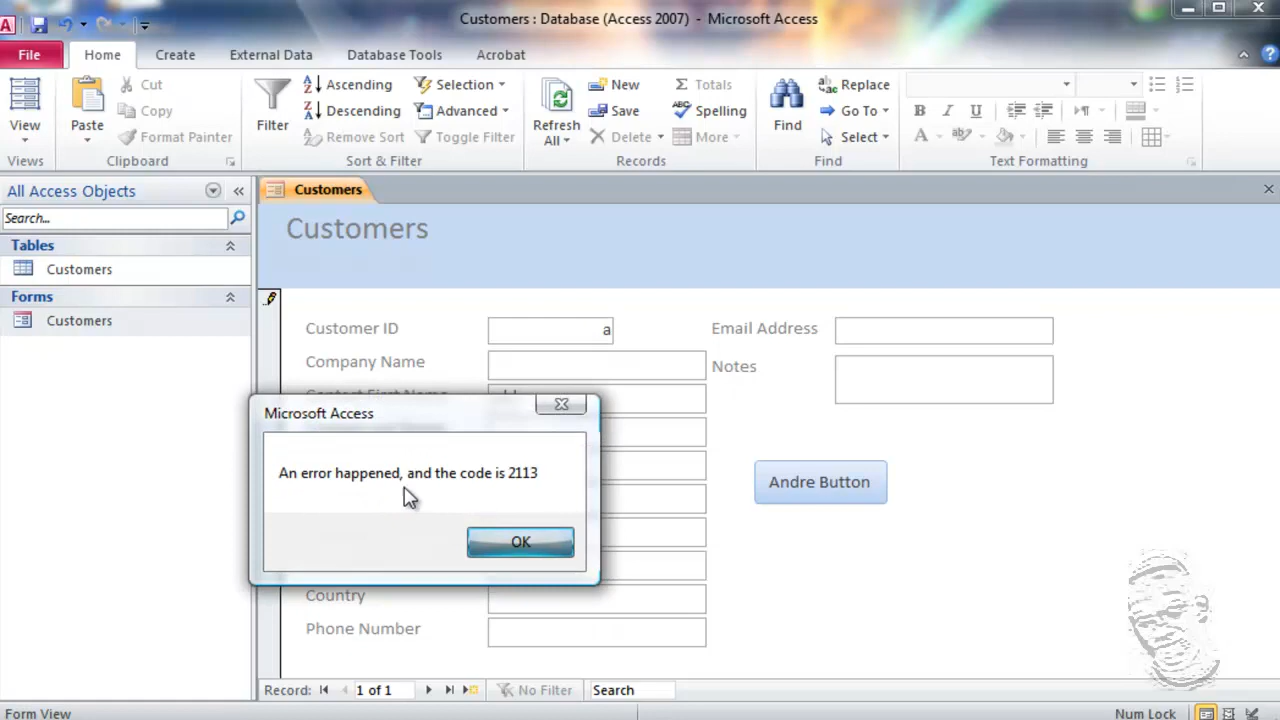 Customers : Database (Access 2007) - Microsoft Access
File Home Create External Data Database Tools Acrobat
View
Views
Paste
Cut
Copy
Format Painter
Clipboard
Filter
Ascending
Descending
Remove Sort
Selection
Advanced
Toggle Filter
Sort & Filter
Refresh
All
New
Save
Delete
Totals
Spelling
More
Records
Find
Replace
Go To
Select
Find
B I U
A
Text Formatting
All Access Objects
Search...
Tables
Customers
Forms
Customers
Customers
Customers
Customer ID a
Company Name
Email Address
Notes
Andre Button
Microsoft Access
An error happened, and the code is 2113
OK
Country
Phone Number
Record: 1 of 1 No Filter Search
Form View
Num Lock